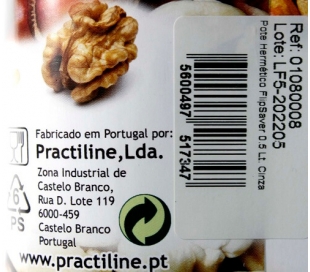 Ref: 01080008
Lote: LF5-202205
Pote Hermético FlipSaver 0.5 Lt. Cinza
5600497 517347
Fabricado em Portugal por:
Practiline,Lda.
Zona Industrial de
Castelo Branco,
Rua D. Lote 119
6000-459
Castelo Branco
Portugal
www.practiline.pt
6
PS